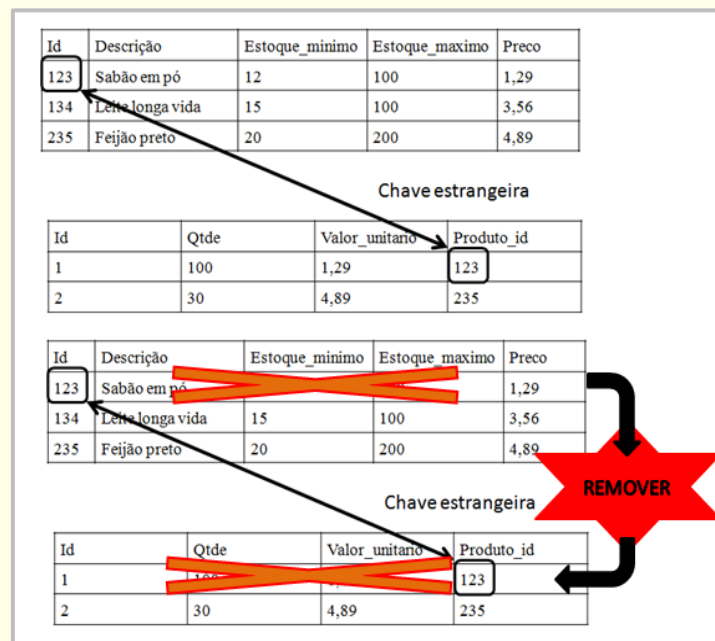 Id Descrição Estoque_minimo Estoque_maximo Preco
123 Sabão em pó 12 100 1,29
134 Leite longa vida 15 100 3,56
235 Feijão preto 20 200 4,89
Chave estrangeira
Id Qtde Valor_unitario Produto_id
1 100 1,29 123
2 30 4,89 235
Id Descrição Estoque_minimo Estoque_maximo Preco
123 Sabão em pó 1,29
134 Leite longa vida 15 100 3,56
235 Feijão preto 20 200 4,89
REMOVER
Chave estrangeira
Id Qtde Valor_unitario Produto_id
1 123
2 30 4,89 235